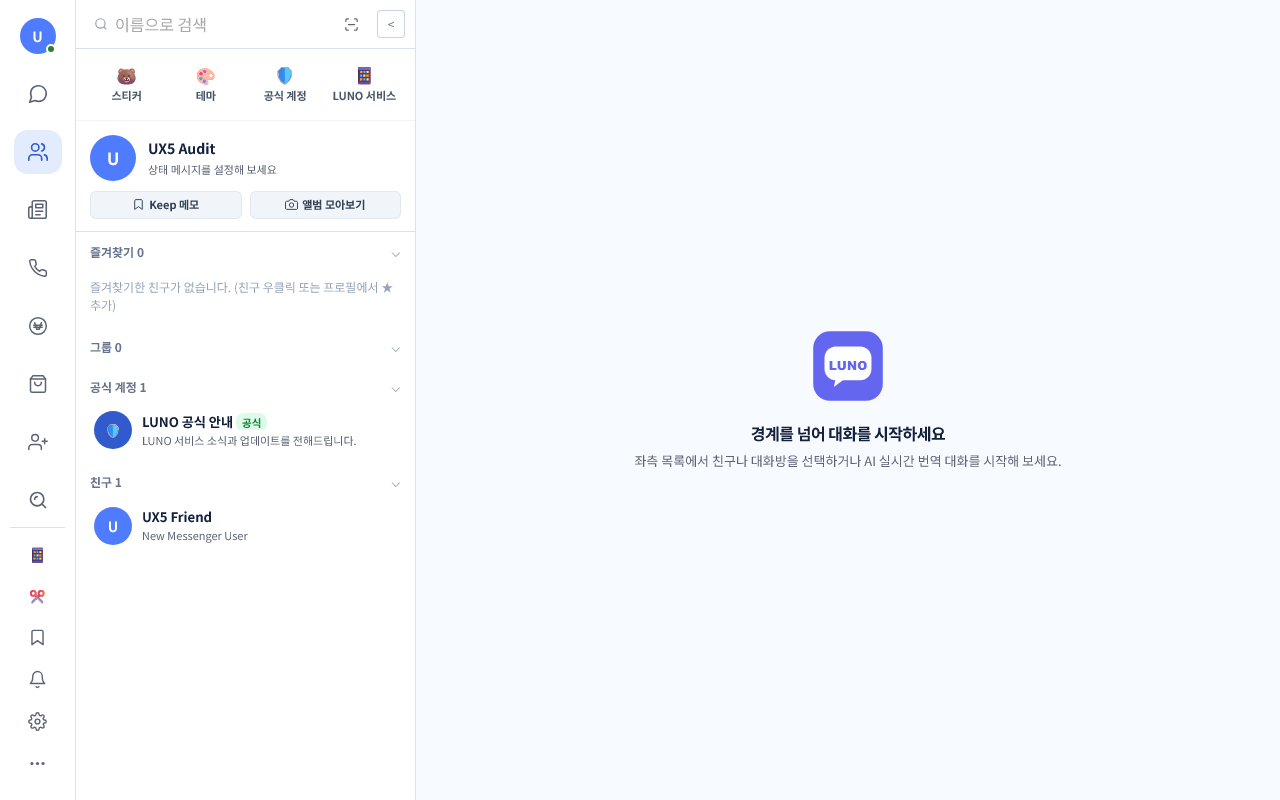 U
이름으로 검색
<
스티커
테마
공식 계정
LUNO 서비스
U
UX5 Audit
상태 메시지를 설정해 보세요
Keep 메모
앨범 모아보기
즐겨찾기 0
즐겨찾기한 친구가 없습니다. (친구 우클릭 또는 프로필에서 ★
추가)
그룹 0
공식 계정 1
LUNO 공식 안내 공식
LUNO 서비스 소식과 업데이트를 전해드립니다.
친구 1
U
UX5 Friend
New Messenger User
LUNO
경계를 넘어 대화를 시작하세요
좌측 목록에서 친구나 대화방을 선택하거나 AI 실시간 번역 대화를 시작해 보세요.